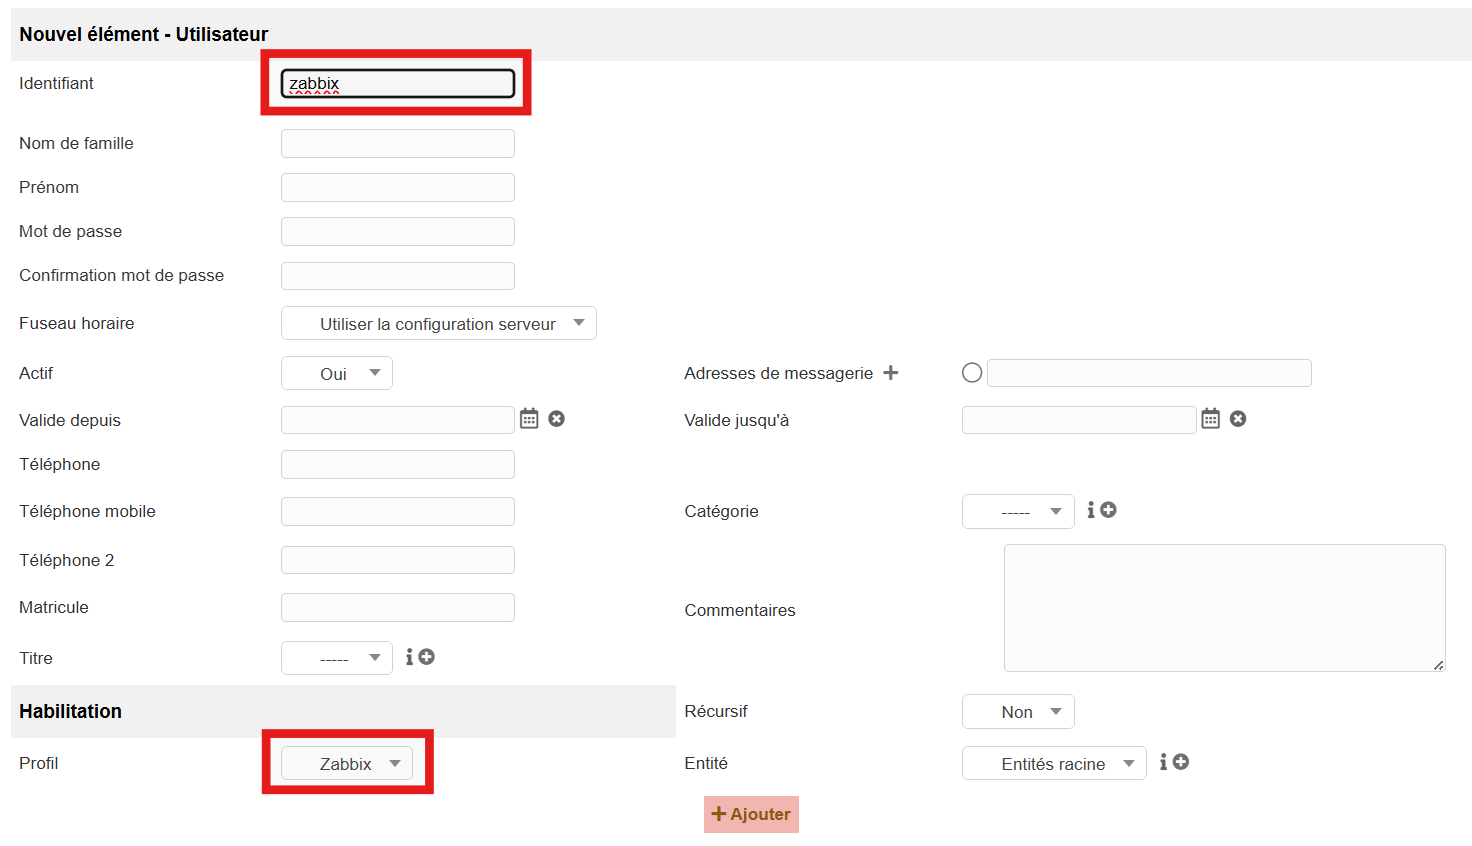 Nouvel élément - Utilisateur
Identifiant
zabbix
Nom de famille
Prénom
Mot de passe
Confirmation mot de passe
Fuseau horaire
Utiliser la configuration serveur
Actif
Oui
Adresses de messagerie
Valide depuis
Valide jusqu'à
Téléphone
Téléphone mobile
Catégorie
-----
Téléphone 2
Matricule
Commentaires
Titre
-----
Habilitation
Récursif
Non
Profil
Zabbix
Entité
Entités racine
+ Ajouter